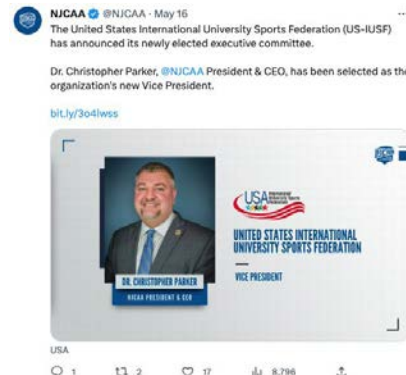 NJCAA @NJCAA · May 16
The United States International University Sports Federation (US-IUSF)
has announced its newly elected executive committee.
Dr. Christopher Parker, @NJCAA President & CEO, has been selected as the
organization's new Vice President.
bit.ly/3o4lwss
USA
UNITED STATES INTERNATIONAL
UNIVERSITY SPORTS FEDERATION
VICE PRESIDENT
DR. CHRISTOPHER PARKER
NJCAA PRESIDENT & CEO
USA
1 2 17 8,796